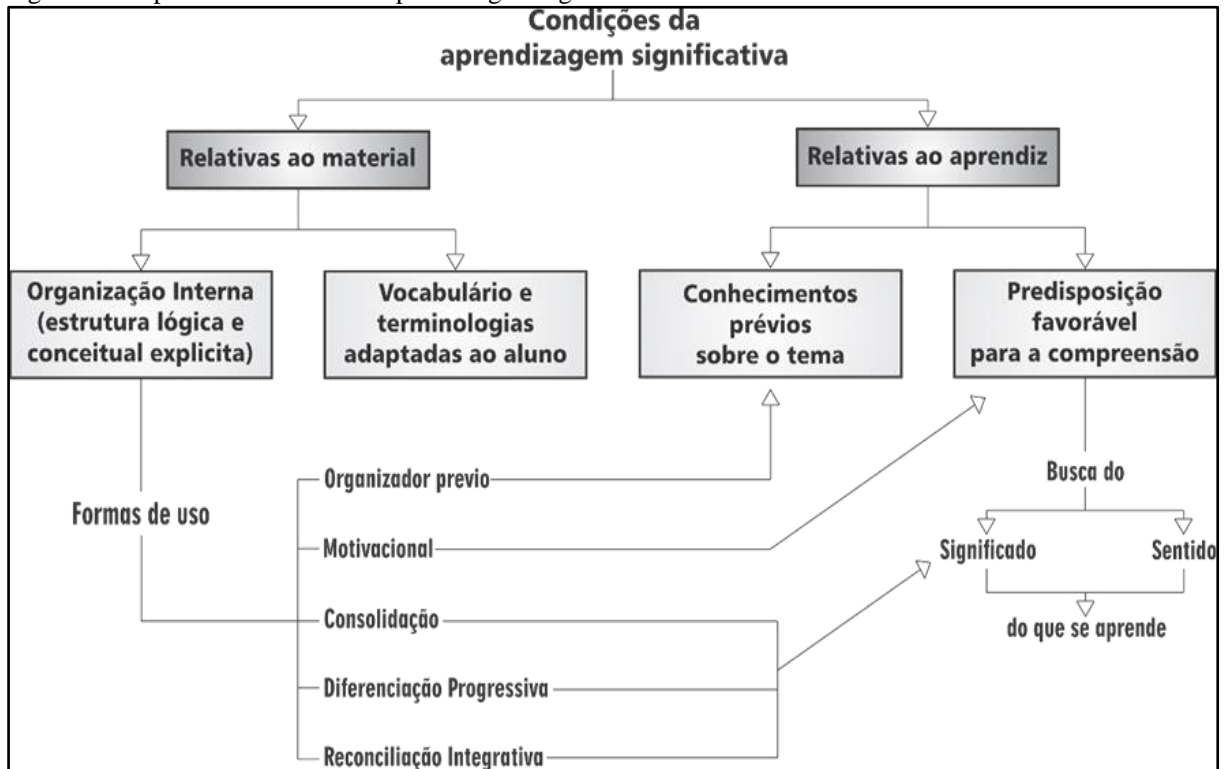 Condições da
aprendizagem significativa
Relativas ao material
Relativas ao aprendiz
Organização Interna
(estrutura lógica e
conceitual explicita)
Vocabulário e
terminologias
adaptadas ao aluno
Conhecimentos
prévios
sobre o tema
Predisposição
favorável
para a compreensão
Formas de uso
Organizador previo
Motivacional
Consolidação
Diferenciação Progressiva
Reconciliação Integrativa
Busca do
Significado
Sentido
do que se aprende